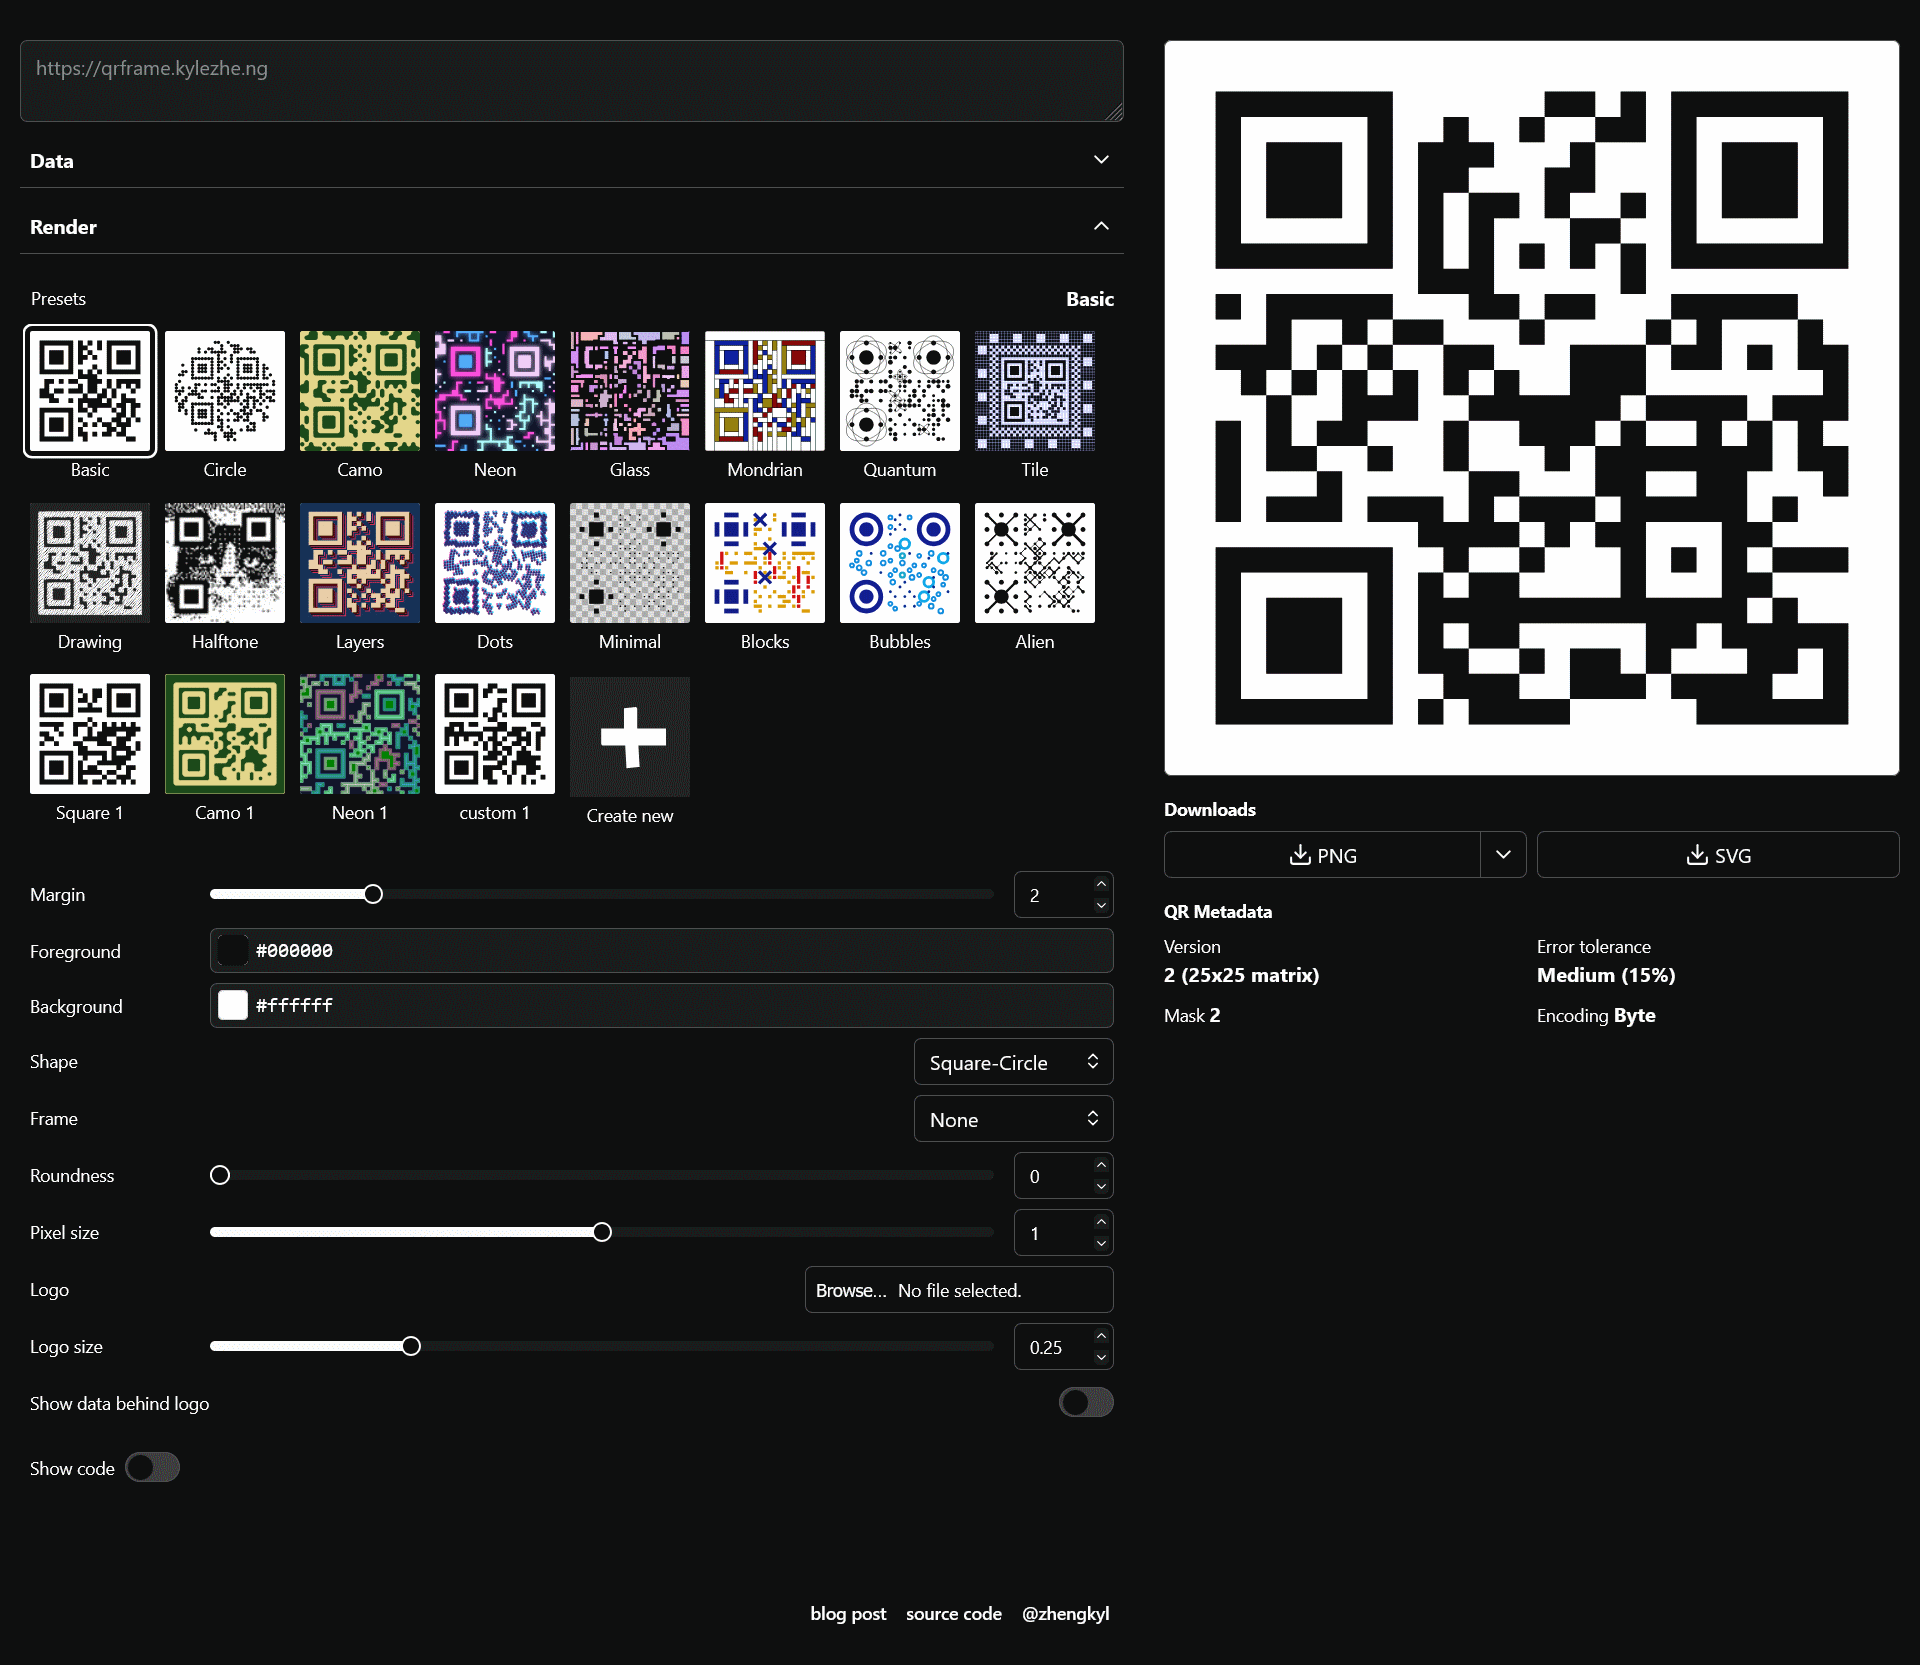 https://qrframe.kylezhe.ng
Data
Render
Presets
Basic
Basic
Circle
Camo
Neon
Glass
Mondrian
Quantum
Tile
Drawing
Halftone
Layers
Dots
Minimal
Blocks
Bubbles
Alien
Square 1
Camo 1
Neon 1
custom 1
Create new
Margin
2
Foreground
#000000
Background
#ffffff
Shape
Square-Circle
Frame
None
Roundness
0
Pixel size
1
Logo
Browse... No file selected.
Logo size
0.25
Show data behind logo
Show code
blog post source code @zhengkyl
Downloads
PNG
SVG
QR Metadata
Version
2 (25x25 matrix)
Error tolerance
Medium (15%)
Mask 2
Encoding Byte